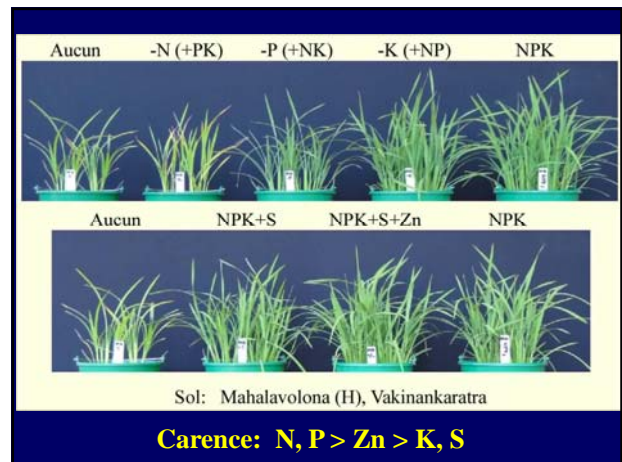 Aucun -N (+PK) -P (+NK) -K (+NP) NPK
Aucun NPK+S NPK+S+Zn NPK
Sol: Mahalavolona (H), Vakinankaratra
Carence: N, P > Zn > K, S